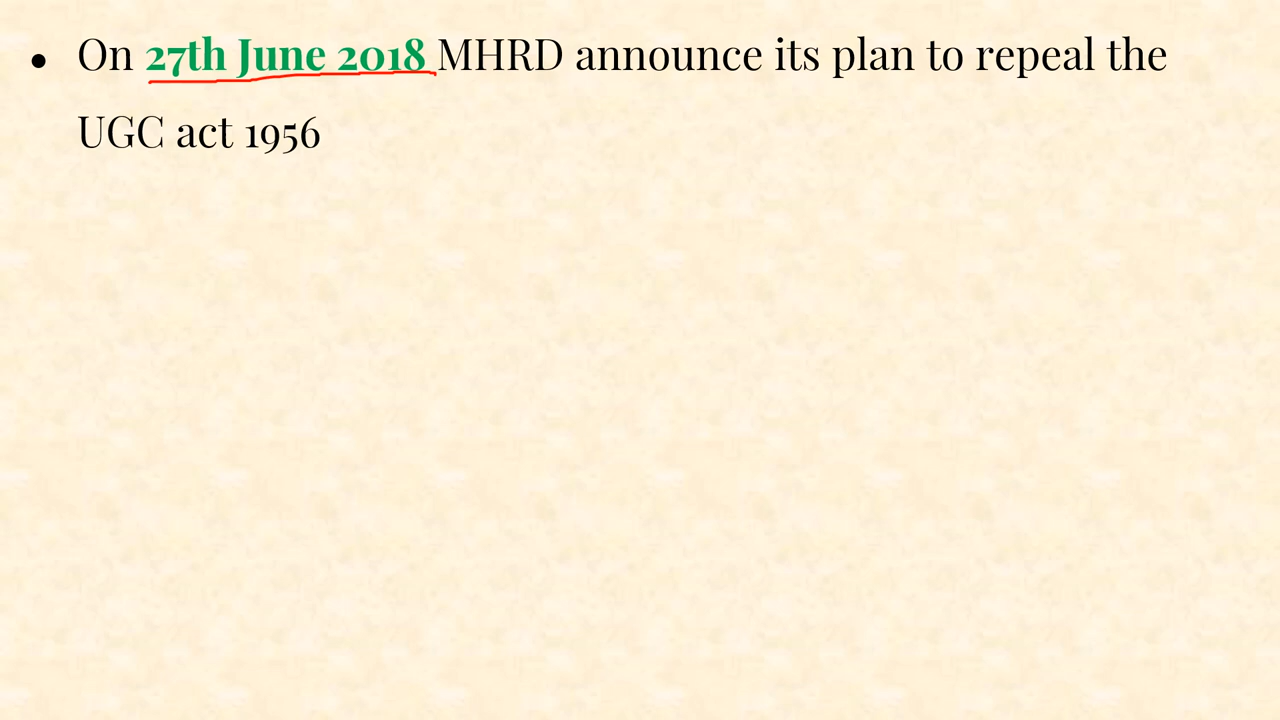 • On 27th June 2018 MHRD announce its plan to repeal the
UGC act 1956